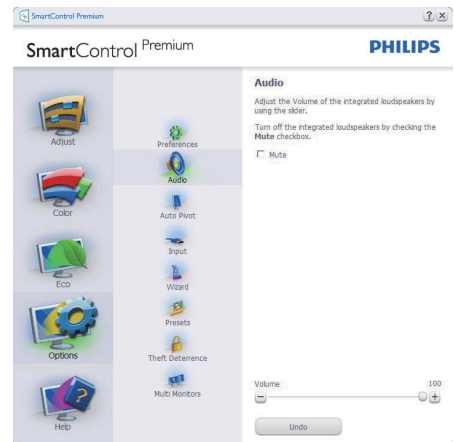 SmartControl Premium
SmartControl Premium
PHILIPS
Adjust
Color
Eco
Options
Help
Preferences
Audio
Auto Pivot
Input
Wizard
Presets
Theft Deterrence
Multi Monitors
Audio
Adjust the Volume of the integrated loudspeakers by
using the slider.
Turn off the integrated loudspeakers by checking the
Mute checkbox.
Mute
Volume 100
Undo